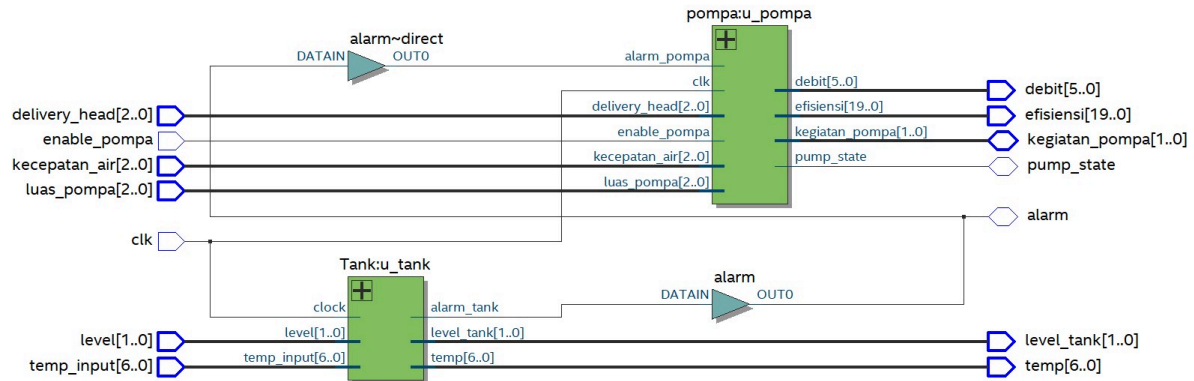 pompa:u_pompa
alarm~direct
DATAIN OUT0 alarm_pompa
clk debit[5..0] debit[5..0]
delivery_head[2..0] delivery_head[2..0] efisiensi[19..0] efisiensi[19..0]
enable_pompa enable_pompa kegiatan_pompa[1..0] kegiatan_pompa[1..0]
kecepatan_air[2..0] kecepatan_air[2..0] pump_state pump_state
luas_pompa[2..0] luas_pompa[2..0]
alarm
clk
Tank:u_tank alarm
DATAIN OUT0
clock alarm_tank
level[1..0] level[1..0] level_tank[1..0] level_tank[1..0]
temp_input[6..0] temp_input[6..0] temp[6..0] temp[6..0]